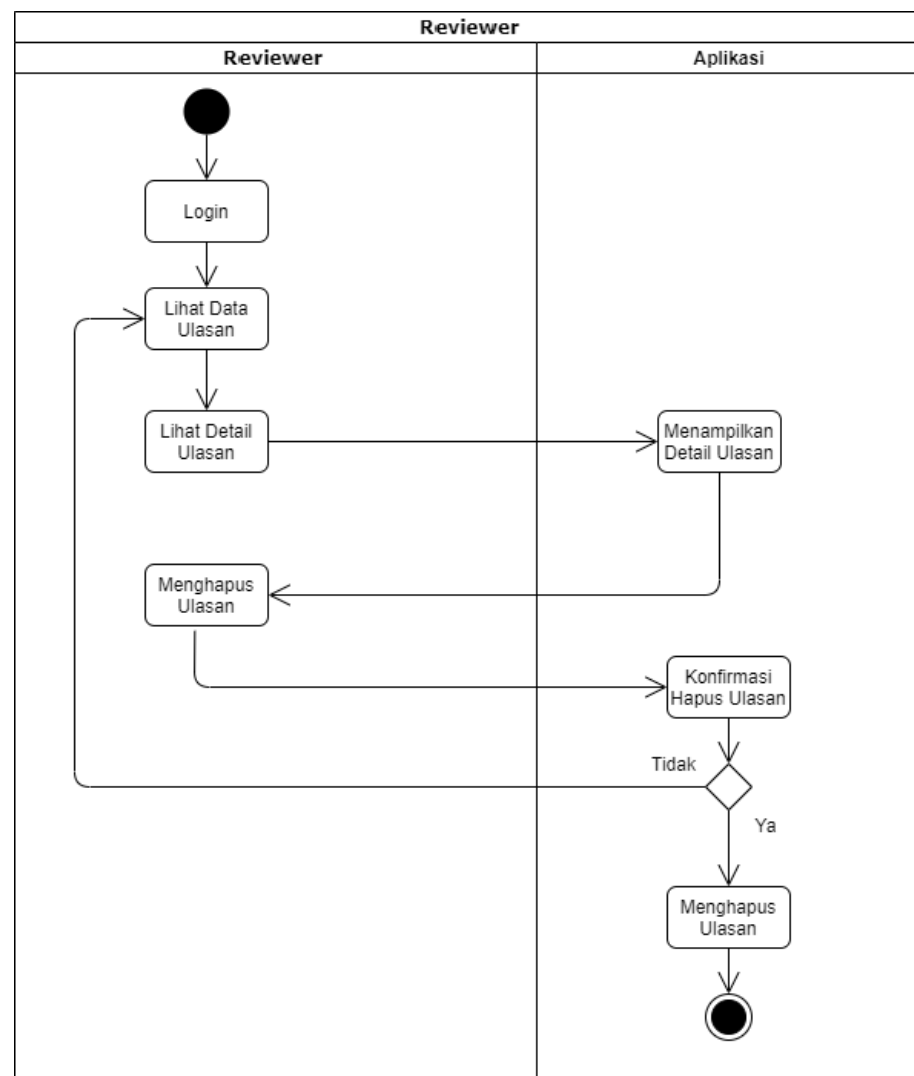 Reviewer
Reviewer
Aplikasi
Login
Lihat Data
Ulasan
Lihat Detail
Ulasan
Menampilkan
Detail Ulasan
Menghapus
Ulasan
Konfirmasi
Hapus Ulasan
Tidak
Ya
Menghapus
Ulasan